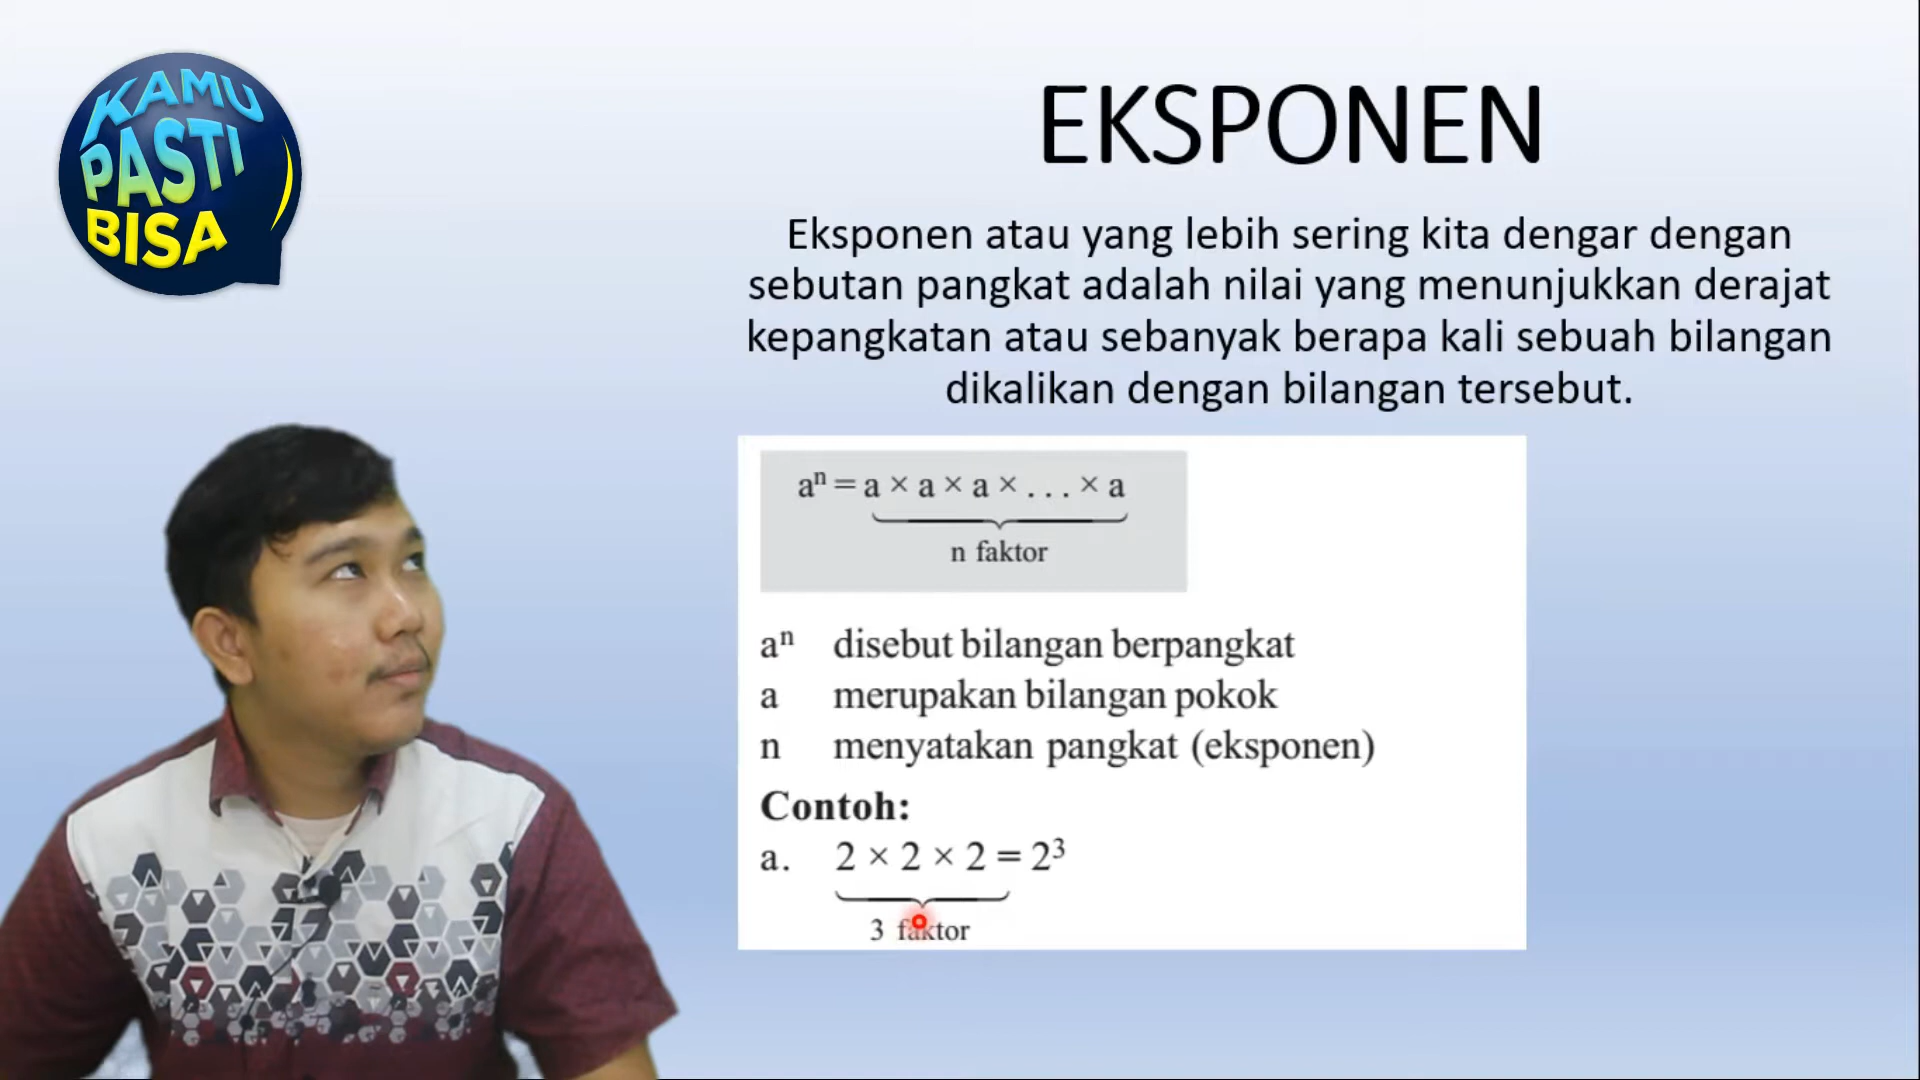 KAMU
PASTI
BISA
EKSPONEN
Eksponen atau yang lebih sering kita dengar dengan
sebutan pangkat adalah nilai yang menunjukkan derajat
kepangkatan atau sebanyak berapa kali sebuah bilangan
dikalikan dengan bilangan tersebut.
aⁿ = a × a × a × . . . × a
n faktor
aⁿ disebut bilangan berpangkat
a merupakan bilangan pokok
n menyatakan pangkat (eksponen)
Contoh:
a. 2 × 2 × 2 = 2³
3 faktor